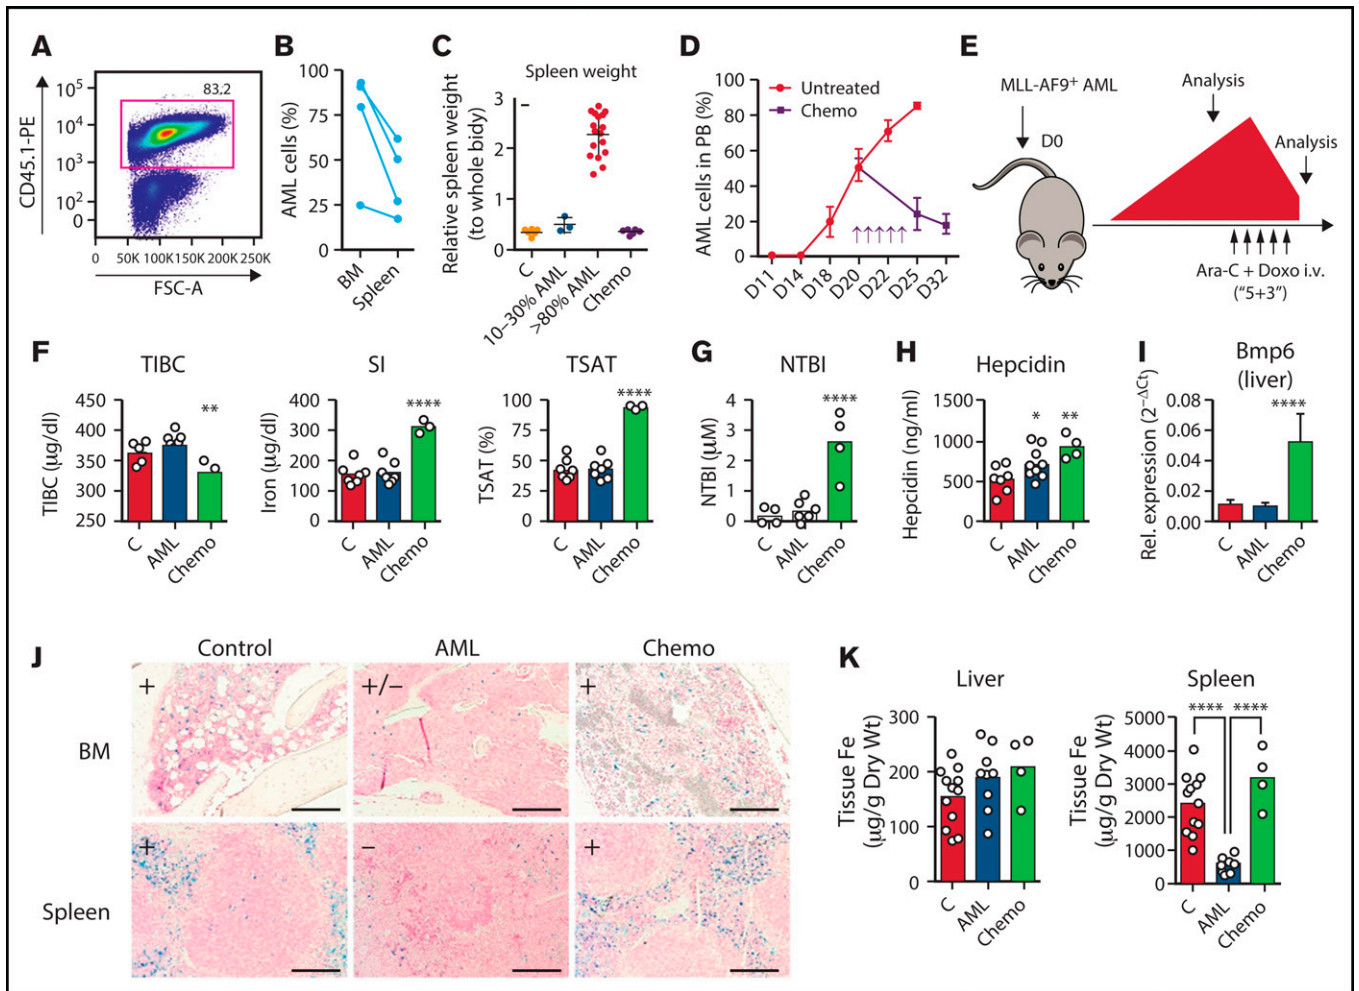 A
83,2
CD45.1-PE
10⁵
10⁴
10³
10²
0
0 50K 100K 150K 200K 250K
FSC-A
B
AML cells (%)
100
75
50
25
0
BM
Spleen
C
Spleen weight
Relative spleen weight
(to whole bidy)
3
2
1
0
C
10–30% AML
>80% AML
Chemo
D
AML cells in PB (%)
100
80
60
40
20
0
Untreated
Chemo
D11
D14
D18
D20
D22
D25
D32
E
MLL-AF9⁺ AML
D0
Analysis
Analysis
Ara-C + Doxo i.v.
("5+3")
F
TIBC
TIBC (µg/dl)
450
400
350
300
250
**
C
AML
Chemo
SI
Iron (µg/dl)
400
300
200
100
0
****
C
AML
Chemo
TSAT
TSAT (%)
100
75
50
25
0
****
C
AML
Chemo
G
NTBI
NTBI (µM)
4
3
2
1
0
****
C
AML
Chemo
H
Hepcidin
Hepcidin (ng/ml)
1500
1000
500
0
*
**
C
AML
Chemo
I
Bmp6
(liver)
Rel. expression (2⁻ΔCt)
0.08
0.06
0.04
0.02
0.00
****
C
AML
Chemo
J
Control
AML
Chemo
BM
+
+/−
+
Spleen
+
−
+
K
Liver
Tissue Fe
(µg/g Dry Wt)
300
200
100
0
C
AML
Chemo
Spleen
Tissue Fe
(µg/g Dry Wt)
5000
4000
3000
2000
1000
0
****
****
C
AML
Chemo